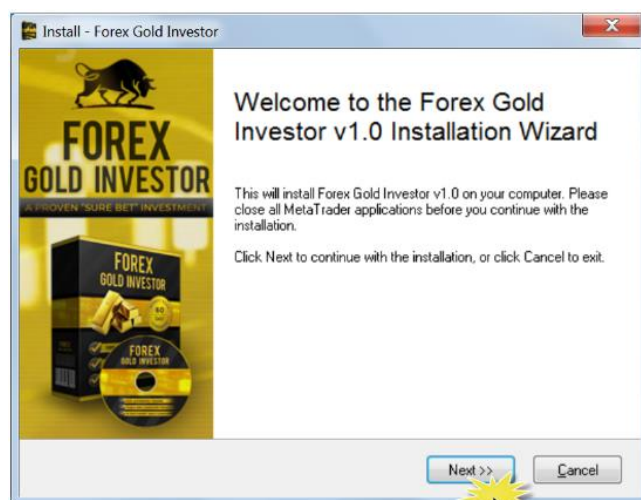 Install - Forex Gold Investor
FOREX
GOLD INVESTOR
A PROVEN "SURE BET" INVESTMENT
FOREX
GOLD INVESTOR
60
FOREX
GOLD INVESTOR
Welcome to the Forex Gold
Investor v1.0 Installation Wizard
This will install Forex Gold Investor v1.0 on your computer. Please
close all MetaTrader applications before you continue with the
installation.
Click Next to continue with the installation, or click Cancel to exit.
Next >>
Cancel